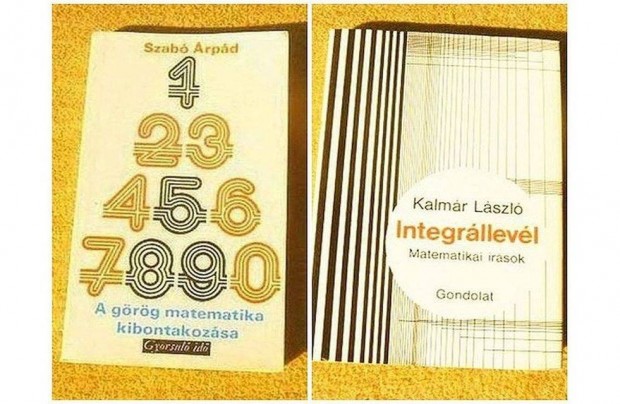 Szabó Árpád
1
23
456
7890
A görög matematika
kibontakozása
Gyorsuló idő
Kalmár László
Integrállevél
Matematikai írások
Gondolat